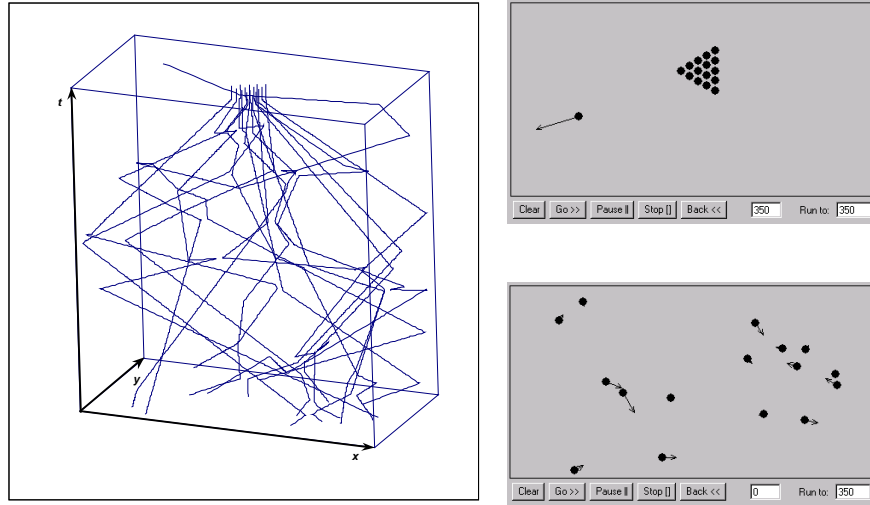 t
y
x
Clear Go >> Pause || Stop [] Back << 350 Run to: 350
Clear Go >> Pause || Stop [] Back << 0 Run to: 350